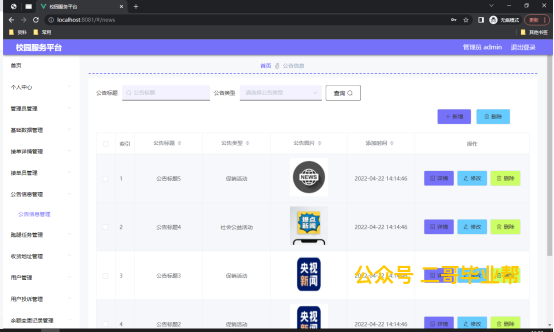 校园服务平台
localhost:8081/#/news
无痕模式
更新
资料
常用
其他书签
校园服务平台
管理员 admin
退出登录
首页
个人中心
管理员管理
基础数据管理
接单详情管理
接单员管理
公告信息管理
公告信息管理
跑腿任务管理
收货地址管理
用户管理
用户投诉管理
余额变更记录管理
首页 公告信息
公告标题 公告标题 公告类型 请选择公告类型 查询
新增 删除
索引 公告标题 公告类型 公告图片 添加时间 操作
1 公告标题5 促销活动 NEWS 2022-04-22 14:14:46 详情 修改 删除
2 公告标题4 社会公益活动 热点新闻 2022-04-22 14:14:46 详情 修改 删除
3 公告标题3 促销活动 央视新闻 2022-04-22 14:14:46 详情 修改 删除
公众号 二哥毕业帮
4 公告标题2 促销活动 央视新闻 2022-04-22 14:14:46 详情 修改 删除